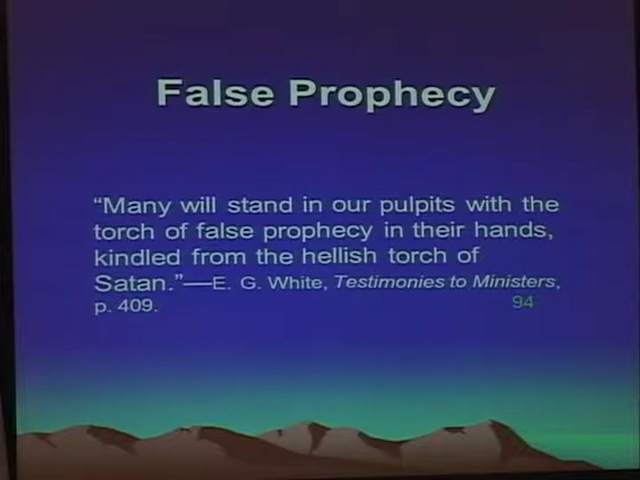 False Prophecy
“Many will stand in our pulpits with the
torch of false prophecy in their hands,
kindled from the hellish torch of
Satan.”—E. G. White, Testimonies to Ministers,
p. 409.
94